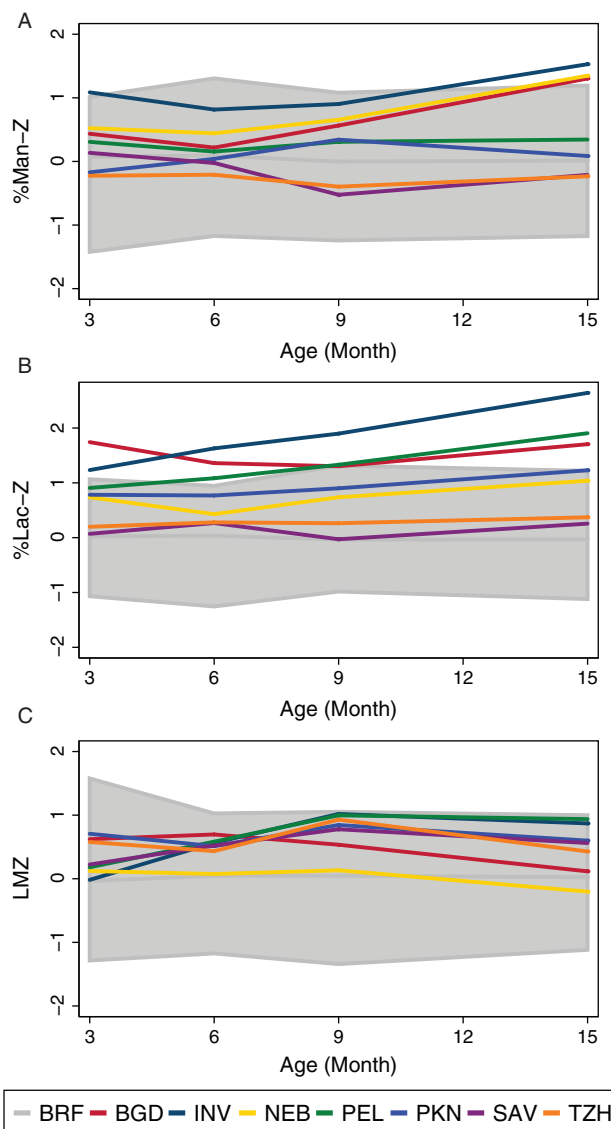 A
%Man–Z
2
1
0
–1
–2
3 6 9 12 15
Age (Month)
B
%Lac–Z
2
1
0
–1
–2
3 6 9 12 15
Age (Month)
C
LMZ
2
1
0
–1
–2
3 6 9 12 15
Age (Month)
BRF BGD INV NEB PEL PKN SAV TZH